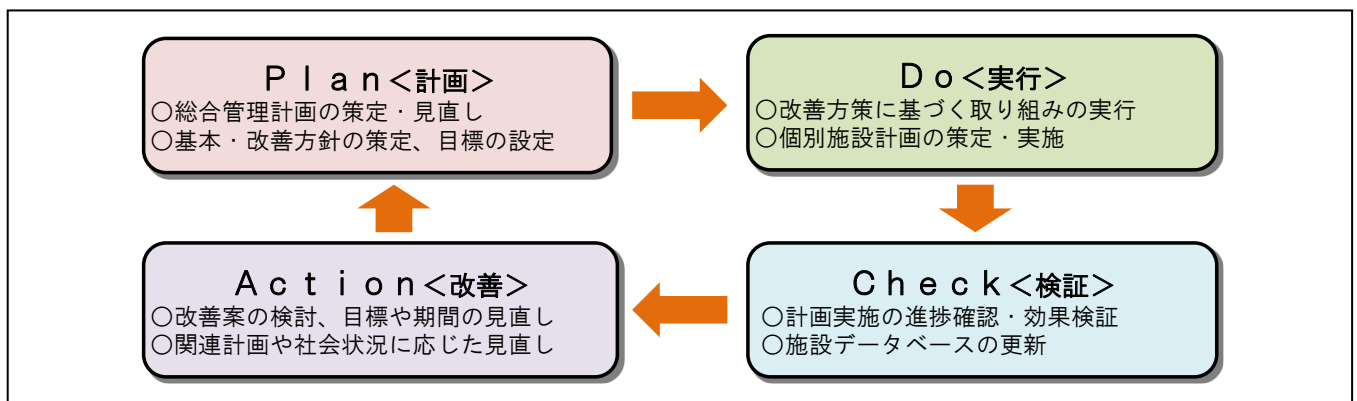 Ｐｌａｎ＜計画＞
○総合管理計画の策定・見直し
○基本・改善方針の策定、目標の設定
Ｄｏ＜実行＞
○改善方策に基づく取り組みの実行
○個別施設計画の策定・実施
Ａｃｔｉｏｎ＜改善＞
○改善案の検討、目標や期間の見直し
○関連計画や社会状況に応じた見直し
Ｃｈｅｃｋ＜検証＞
○計画実施の進捗確認・効果検証
○施設データベースの更新